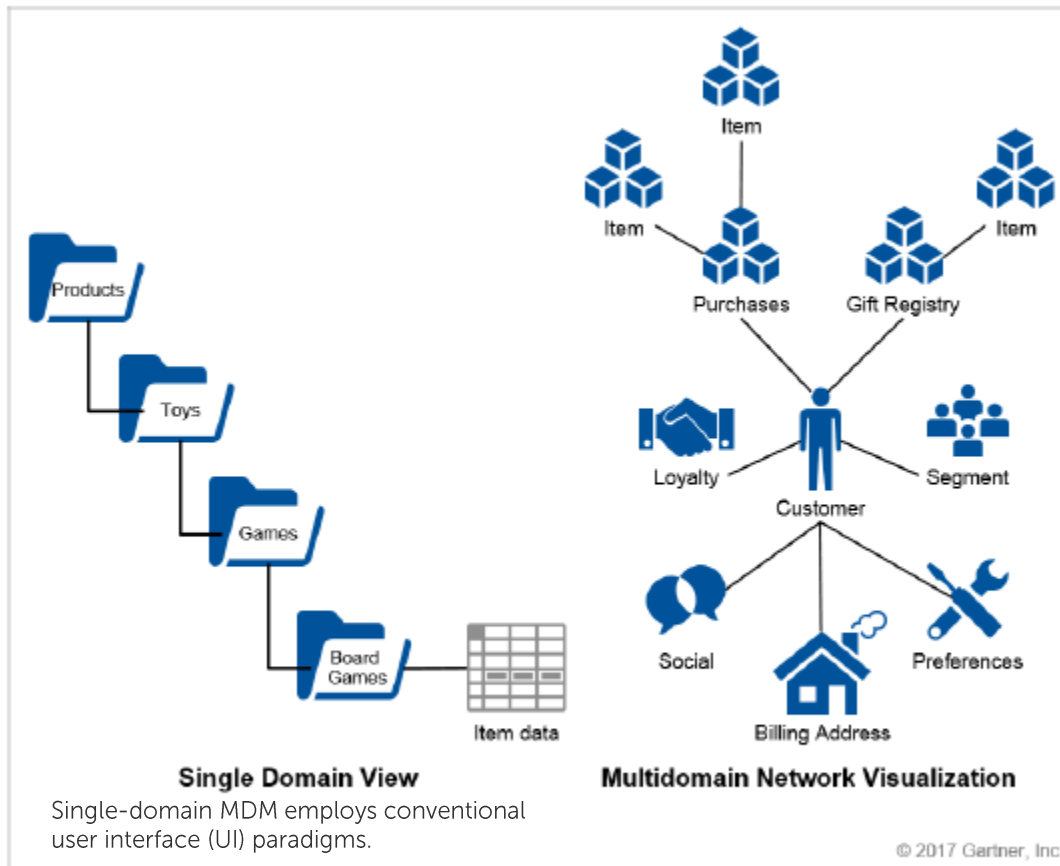 Products
Toys
Games
Board
Games
Item data
Single Domain View
Single-domain MDM employs conventional
user interface (UI) paradigms.
Item
Item
Item
Purchases
Gift Registry
Loyalty
Segment
Customer
Social
Preferences
Billing Address
Multidomain Network Visualization
© 2017 Gartner, Inc